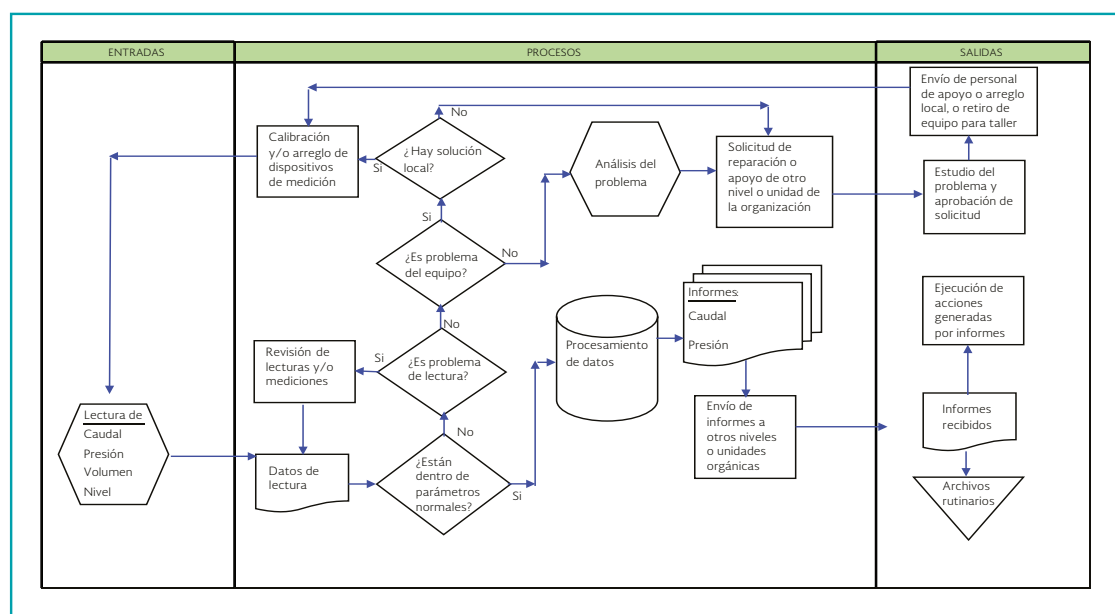 ENTRADAS
PROCESOS
SALIDAS
Lectura de
Caudal
Presión
Volumen
Nivel
Calibración
y/o arreglo de
dispositivos
de medición
Si
¿Hay solución
local?
No
Si
¿Es problema
del equipo?
No
No
Revisión de
lecturas y/o
mediciones
Si
¿Es problema
de lectura?
No
Datos de
lectura
¿Están
dentro de
parámetros
normales?
Si
Análisis del
problema
Solicitud de
reparación o
apoyo de otro
nivel o unidad de
la organización
Procesamiento
de datos
Informes:
Caudal
Presión
Envío de
informes a
otros niveles
o unidades
orgánicas
Envío de personal
de apoyo o arreglo
local, o retiro de
equipo para taller
Estudio del
problema y
aprobación de
solicitud
Ejecución de
acciones
generadas
por informes
Informes
recibidos
Archivos
rutinarios